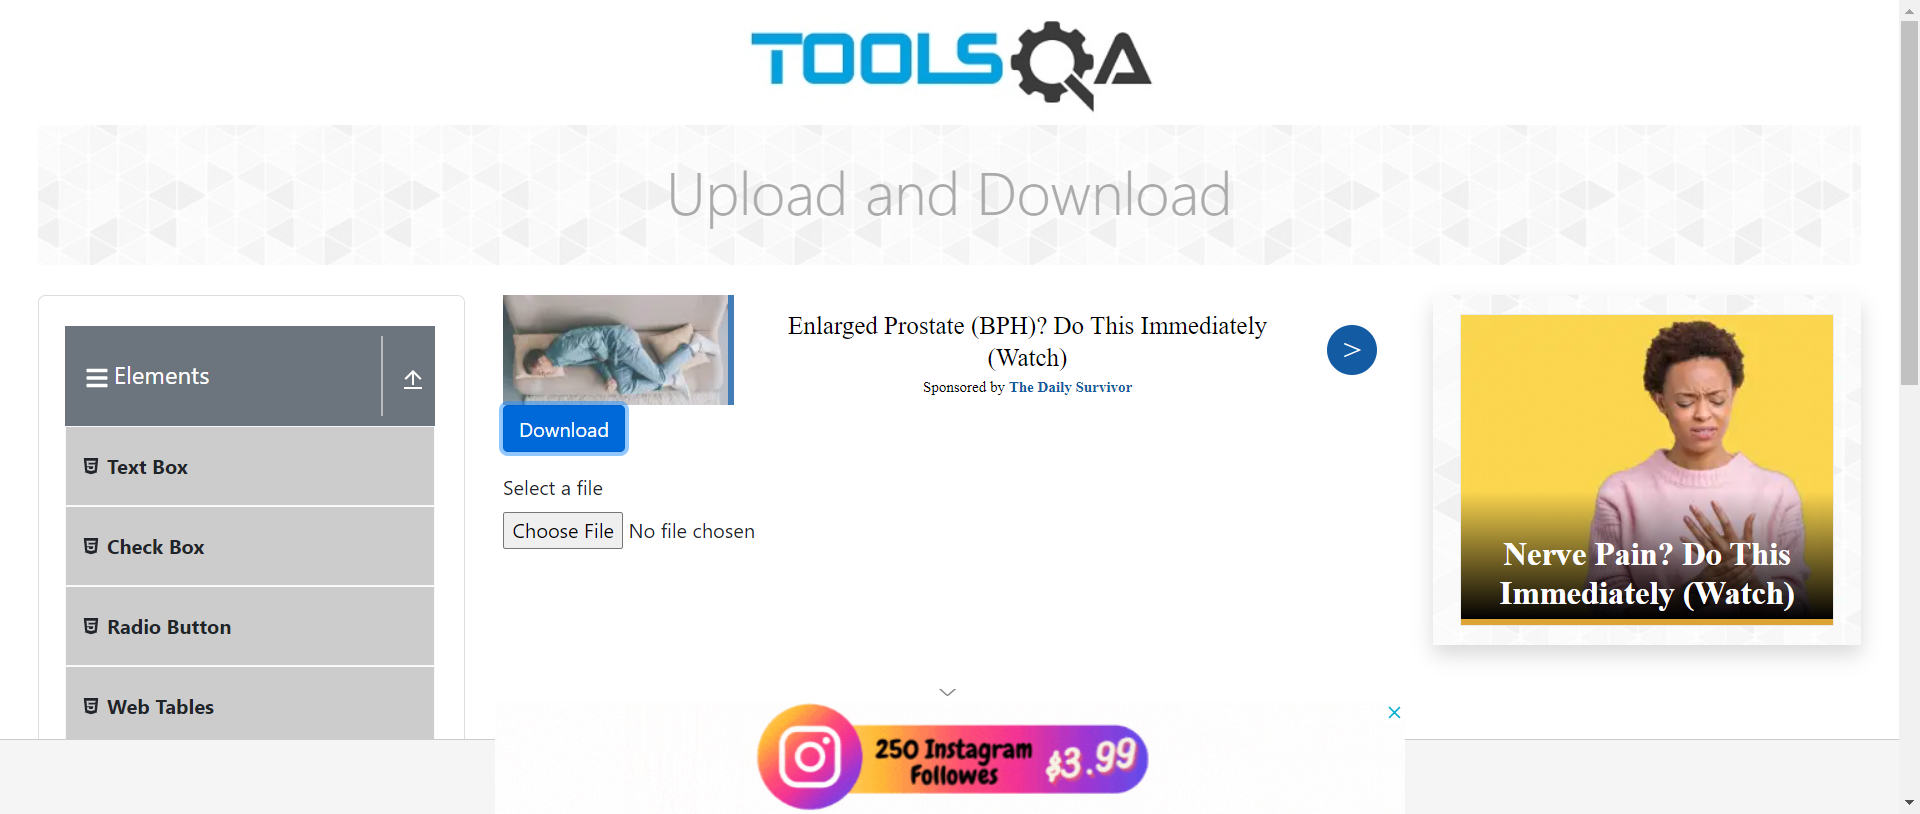 TOOLSQA
Upload and Download
Elements
Text Box
Check Box
Radio Button
Web Tables
Enlarged Prostate (BPH)? Do This Immediately
(Watch)
Sponsored by The Daily Survivor
>
Download
Select a file
Choose File No file chosen
Nerve Pain? Do This
Immediately (Watch)
250 Instagram
Followes
$3.99